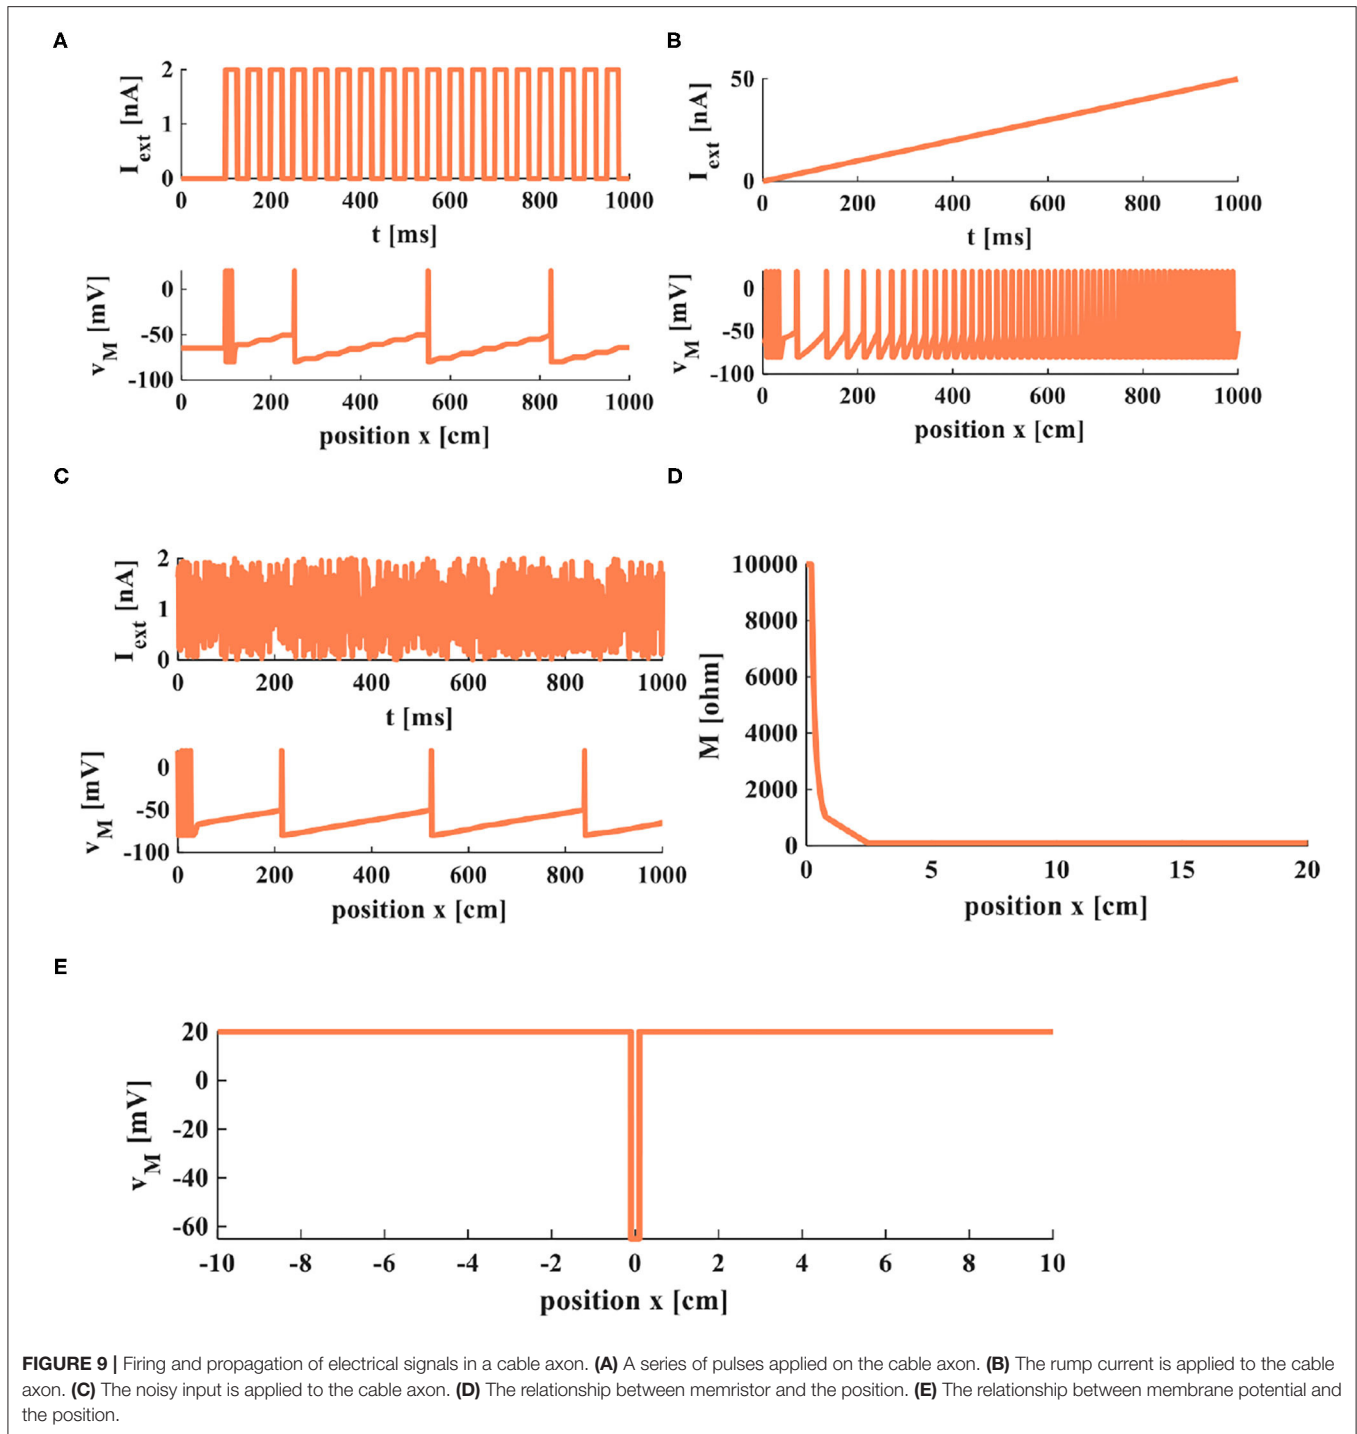 A
B
2
1
0
I_ext [nA]
0 200 400 600 800 1000
t [ms]
50
0
I_ext [nA]
0 200 400 600 800 1000
t [ms]
0
-50
-100
v_M [mV]
0 200 400 600 800 1000
position x [cm]
0
-50
-100
v_M [mV]
0 200 400 600 800 1000
position x [cm]
C
D
2
1
0
I_ext [nA]
0 200 400 600 800 1000
t [ms]
0
-50
-100
v_M [mV]
0 200 400 600 800 1000
position x [cm]
10000
8000
6000
4000
2000
0
M [ohm]
0 5 10 15 20
position x [cm]
E
20
0
-20
-40
-60
v_M [mV]
-10 -8 -6 -4 -2 0 2 4 6 8 10
position x [cm]
FIGURE 9 | Firing and propagation of electrical signals in a cable axon. (A) A series of pulses applied on the cable axon. (B) The rump current is applied to the cable
axon. (C) The noisy input is applied to the cable axon. (D) The relationship between memristor and the position. (E) The relationship between membrane potential and
the position.